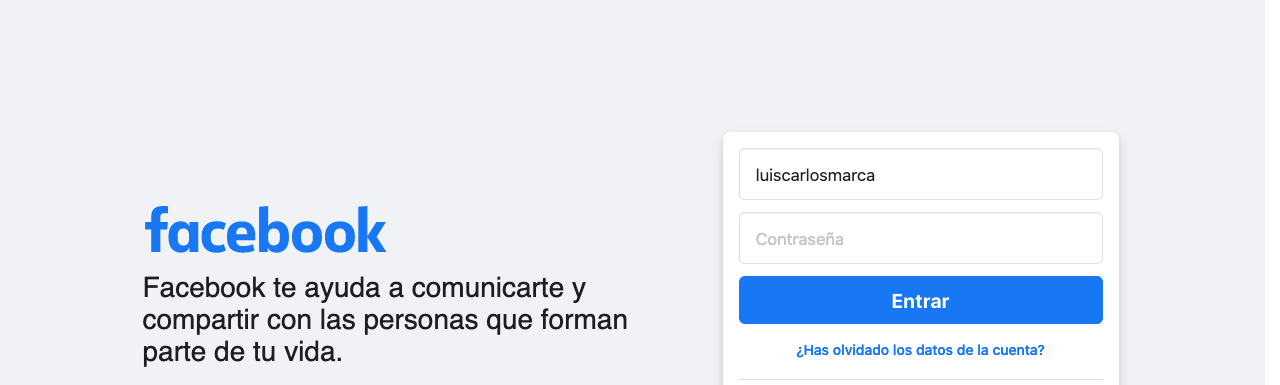 facebook
Facebook te ayuda a comunicarte y
compartir con las personas que forman
parte de tu vida.
luiscarlosmarca
Contraseña
Entrar
¿Has olvidado los datos de la cuenta?